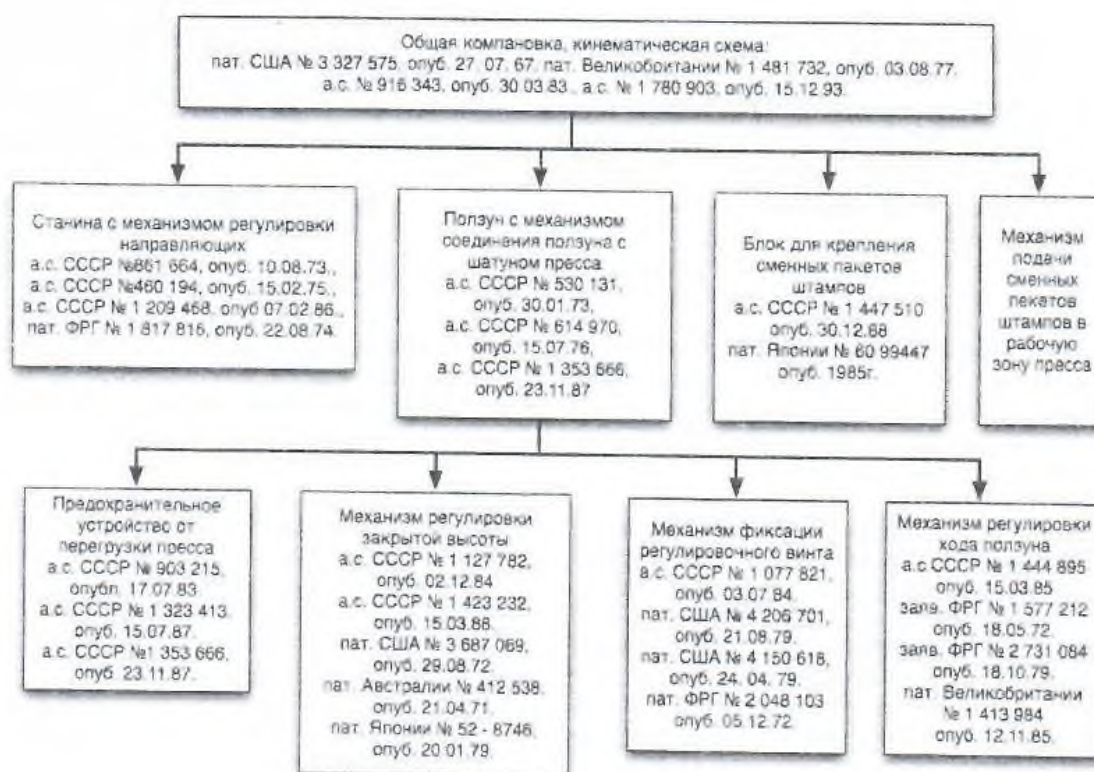 Общая компановка, кинематическая схема:
пат. США № 3 327 575, опуб. 27. 07. 67, пат. Великобритании № 1 481 732, опуб. 03.08.77,
а.с. № 916 343, опуб. 30 03.83., а.с. № 1 780 903, опуб. 15.12.93.
Станина с механизмом регулировки
направляющих
а.с. СССР №861 664, опуб. 10.08.73.,
а.с. СССР №460 194, опуб. 15.02.75.,
а.с. СССР № 1 209 468, опуб 07.02.86.,
пат. ФРГ № 1 817 816, опуб. 22.08.74.
Ползун с механизмом
соединения ползуна с
шатуном пресса
а.с. СССР № 530 131,
опуб. 30.01.73,
а.с. СССР № 614 970,
опуб. 15.07.76,
а.с. СССР № 1 353 666,
опуб. 23.11.87
Блок для крепления
сменных пакетов
штампов
а.с. СССР № 1 447 510
опуб. 30.12.88
пат. Японии № 60 99447
опуб. 1985г.
Механизм
подачи
сменных
пекетов
штампов в
рабочую
зону пресса
Предохранительное
устройство от
перегрузки пресса
а.с. СССР № 903 215,
опубл. 17.07.83
а.с. СССР № 1 323 413,
опуб. 15.07.87.
а.с. СССР №1 353 666,
опуб. 23.11.87.
Механизм регулировки
закрытой высоты
а.с. СССР № 1 127 782,
опуб. 02.12.84
а.с. СССР № 1 423 232,
опуб. 15.03.88.
пат. США № 3 687 069,
опуб. 29.08.72.
пат. Австралии № 412 538,
опуб. 21.04.71.
пат. Японии № 52 - 8746,
опуб. 20.01.79.
Механизм фиксации
регулировочного винта
а.с. СССР № 1 077 821,
опуб. 03.07.84.
пат. США № 4 206 701,
опуб. 21.08.79.
пат. США № 4 150 618,
опуб. 24. 04. 79.
пат. ФРГ № 2 048 103
опуб. 05.12.72.
Механизм регулировки
хода ползуна
а.с СССР № 1 444 895
опуб. 15.03.85
заяв. ФРГ № 1 577 212
опуб. 18.05.72.
заяв. ФРГ № 2 731 084
опуб. 18.10.79.
пат. Великобритании
№ 1 413 984
опуб. 12.11.85.